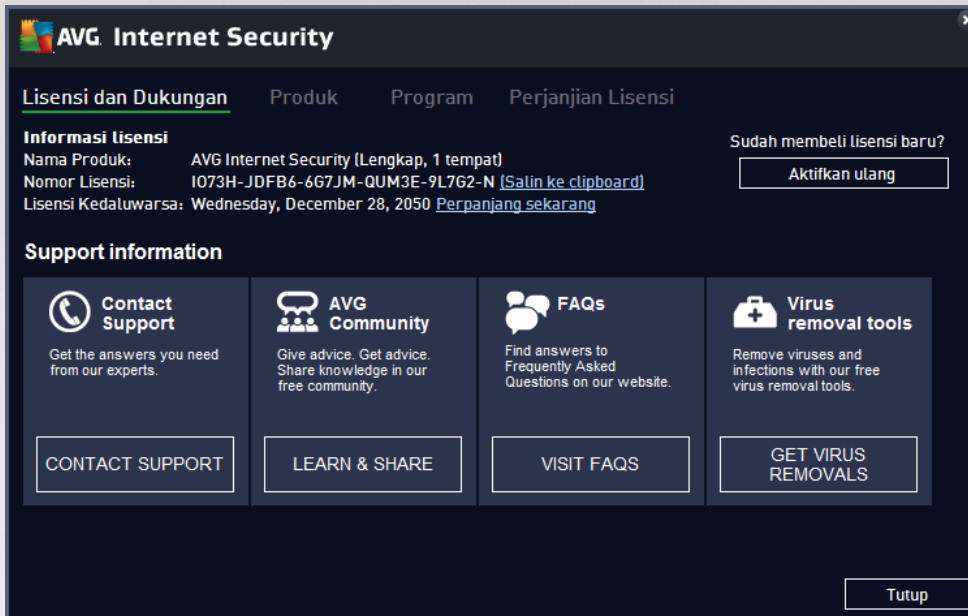 AVG Internet Security
Lisensi dan Dukungan Produk Program Perjanjian Lisensi
Informasi lisensi
Nama Produk: AVG Internet Security (Lengkap, 1 tempat)
Nomor Lisensi: IO73H-JDFB6-6G7JM-QUM3E-9L7G2-N (Salin ke clipboard)
Lisensi Kedaluwarsa: Wednesday, December 28, 2050 Perpanjang sekarang
Sudah membeli lisensi baru?
Aktifkan ulang
Support information
Contact
Support
Get the answers you need
from our experts.
CONTACT SUPPORT
AVG
Community
Give advice. Get advice.
Share knowledge in our
free community.
LEARN & SHARE
FAQs
Find answers to
Frequently Asked
Questions on our website.
VISIT FAQS
Virus
removal tools
Remove viruses and
infections with our free
virus removal tools.
GET VIRUS
REMOVALS
Tutup